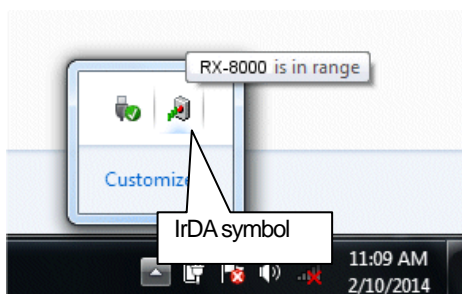 RX-8000 is in range
Customize
IrDA symbol
11:09 AM
2/10/2014